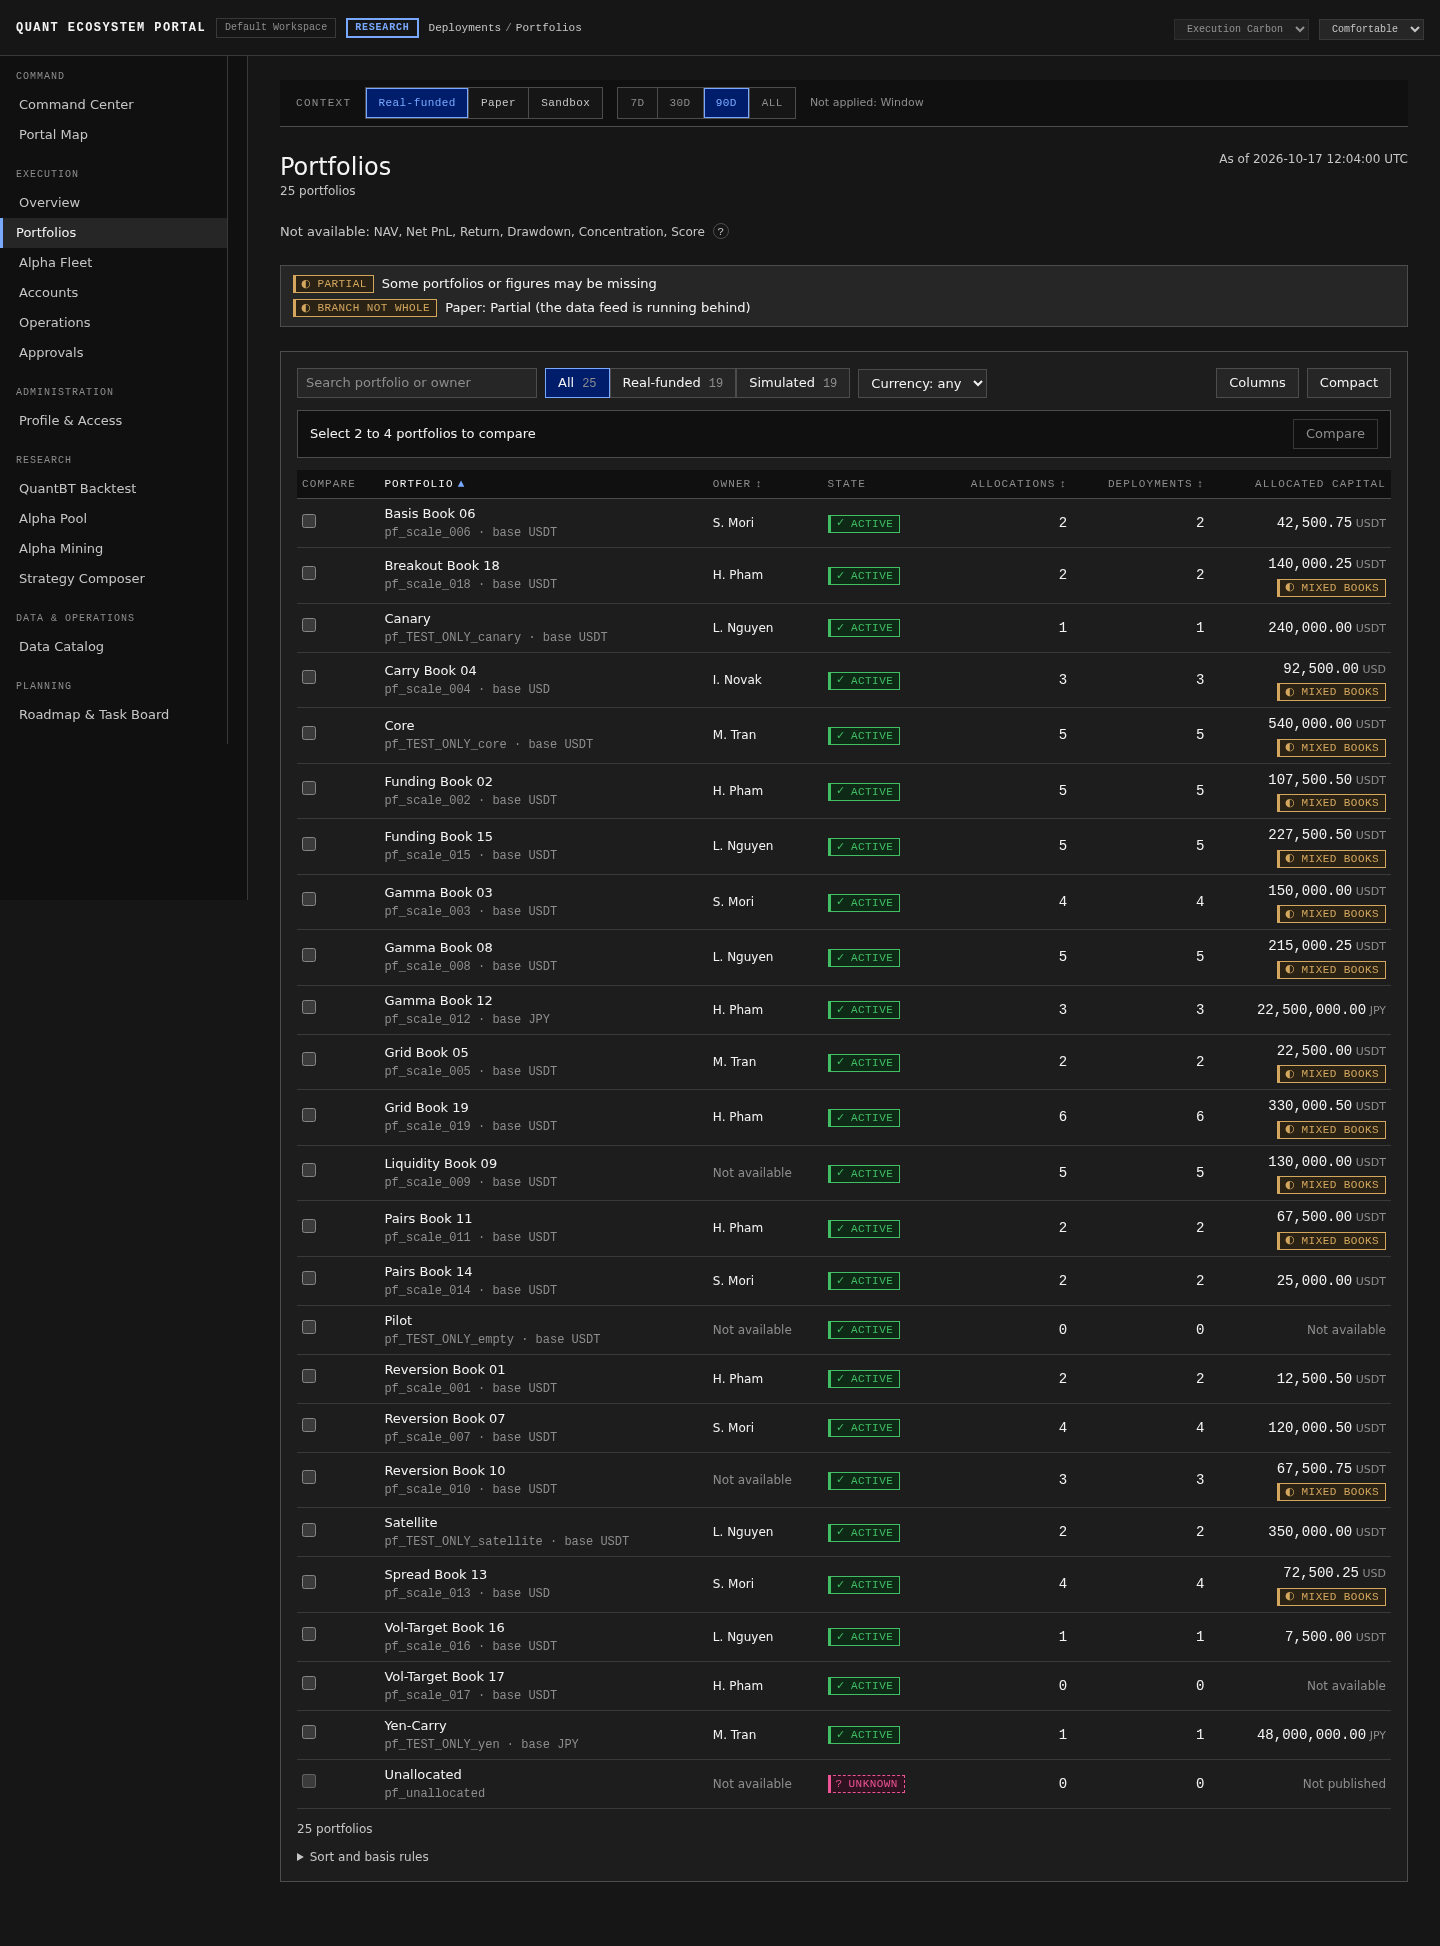 QUANT ECOSYSTEM PORTAL Default Workspace RESEARCH Deployments / Portfolios Execution Carbon Comfortable
COMMAND
Command Center
Portal Map
EXECUTION
Overview
Portfolios
Alpha Fleet
Accounts
Operations
Approvals
ADMINISTRATION
Profile & Access
RESEARCH
QuantBT Backtest
Alpha Pool
Alpha Mining
Strategy Composer
DATA & OPERATIONS
Data Catalog
PLANNING
Roadmap & Task Board
CONTEXT Real-funded Paper Sandbox 7D 30D 90D ALL Not applied: Window
Portfolios As of 2026-10-17 12:04:00 UTC
25 portfolios
Not available: NAV, Net PnL, Return, Drawdown, Concentration, Score ?
◐ PARTIAL Some portfolios or figures may be missing
◐ BRANCH NOT WHOLE Paper: Partial (the data feed is running behind)
Search portfolio or owner All 25 Real-funded 19 Simulated 19 Currency: any Columns Compact
Select 2 to 4 portfolios to compare Compare
COMPARE PORTFOLIO ▲ OWNER ↕ STATE ALLOCATIONS ↕ DEPLOYMENTS ↕ ALLOCATED CAPITAL
Basis Book 06
pf_scale_006 · base USDT S. Mori ✓ ACTIVE 2 2 42,500.75 USDT
Breakout Book 18
pf_scale_018 · base USDT H. Pham ✓ ACTIVE 2 2 140,000.25 USDT
◐ MIXED BOOKS
Canary
pf_TEST_ONLY_canary · base USDT L. Nguyen ✓ ACTIVE 1 1 240,000.00 USDT
Carry Book 04
pf_scale_004 · base USD I. Novak ✓ ACTIVE 3 3 92,500.00 USD
◐ MIXED BOOKS
Core
pf_TEST_ONLY_core · base USDT M. Tran ✓ ACTIVE 5 5 540,000.00 USDT
◐ MIXED BOOKS
Funding Book 02
pf_scale_002 · base USDT H. Pham ✓ ACTIVE 5 5 107,500.50 USDT
◐ MIXED BOOKS
Funding Book 15
pf_scale_015 · base USDT L. Nguyen ✓ ACTIVE 5 5 227,500.50 USDT
◐ MIXED BOOKS
Gamma Book 03
pf_scale_003 · base USDT S. Mori ✓ ACTIVE 4 4 150,000.00 USDT
◐ MIXED BOOKS
Gamma Book 08
pf_scale_008 · base USDT L. Nguyen ✓ ACTIVE 5 5 215,000.25 USDT
◐ MIXED BOOKS
Gamma Book 12
pf_scale_012 · base JPY H. Pham ✓ ACTIVE 3 3 22,500,000.00 JPY
Grid Book 05
pf_scale_005 · base USDT M. Tran ✓ ACTIVE 2 2 22,500.00 USDT
◐ MIXED BOOKS
Grid Book 19
pf_scale_019 · base USDT H. Pham ✓ ACTIVE 6 6 330,000.50 USDT
◐ MIXED BOOKS
Liquidity Book 09
pf_scale_009 · base USDT Not available ✓ ACTIVE 5 5 130,000.00 USDT
◐ MIXED BOOKS
Pairs Book 11
pf_scale_011 · base USDT H. Pham ✓ ACTIVE 2 2 67,500.00 USDT
◐ MIXED BOOKS
Pairs Book 14
pf_scale_014 · base USDT S. Mori ✓ ACTIVE 2 2 25,000.00 USDT
Pilot
pf_TEST_ONLY_empty · base USDT Not available ✓ ACTIVE 0 0 Not available
Reversion Book 01
pf_scale_001 · base USDT H. Pham ✓ ACTIVE 2 2 12,500.50 USDT
Reversion Book 07
pf_scale_007 · base USDT S. Mori ✓ ACTIVE 4 4 120,000.50 USDT
Reversion Book 10
pf_scale_010 · base USDT Not available ✓ ACTIVE 3 3 67,500.75 USDT
◐ MIXED BOOKS
Satellite
pf_TEST_ONLY_satellite · base USDT L. Nguyen ✓ ACTIVE 2 2 350,000.00 USDT
Spread Book 13
pf_scale_013 · base USD S. Mori ✓ ACTIVE 4 4 72,500.25 USD
◐ MIXED BOOKS
Vol-Target Book 16
pf_scale_016 · base USDT L. Nguyen ✓ ACTIVE 1 1 7,500.00 USDT
Vol-Target Book 17
pf_scale_017 · base USDT H. Pham ✓ ACTIVE 0 0 Not available
Yen-Carry
pf_TEST_ONLY_yen · base JPY M. Tran ✓ ACTIVE 1 1 48,000,000.00 JPY
Unallocated
pf_unallocated Not available ? UNKNOWN 0 0 Not published
25 portfolios
▶ Sort and basis rules